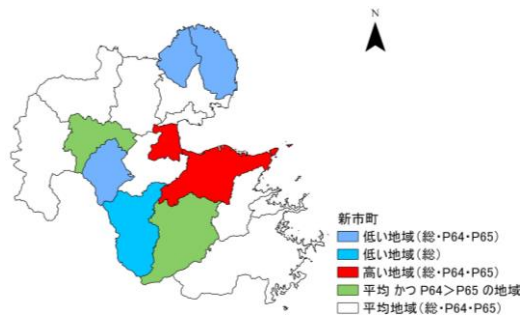 N
新市町
低い地域(総・P64・P65)
低い地域(総)
高い地域(総・P64・P65)
平均 かつ P64>P65 の地域
平均地域(総・P64・P65)